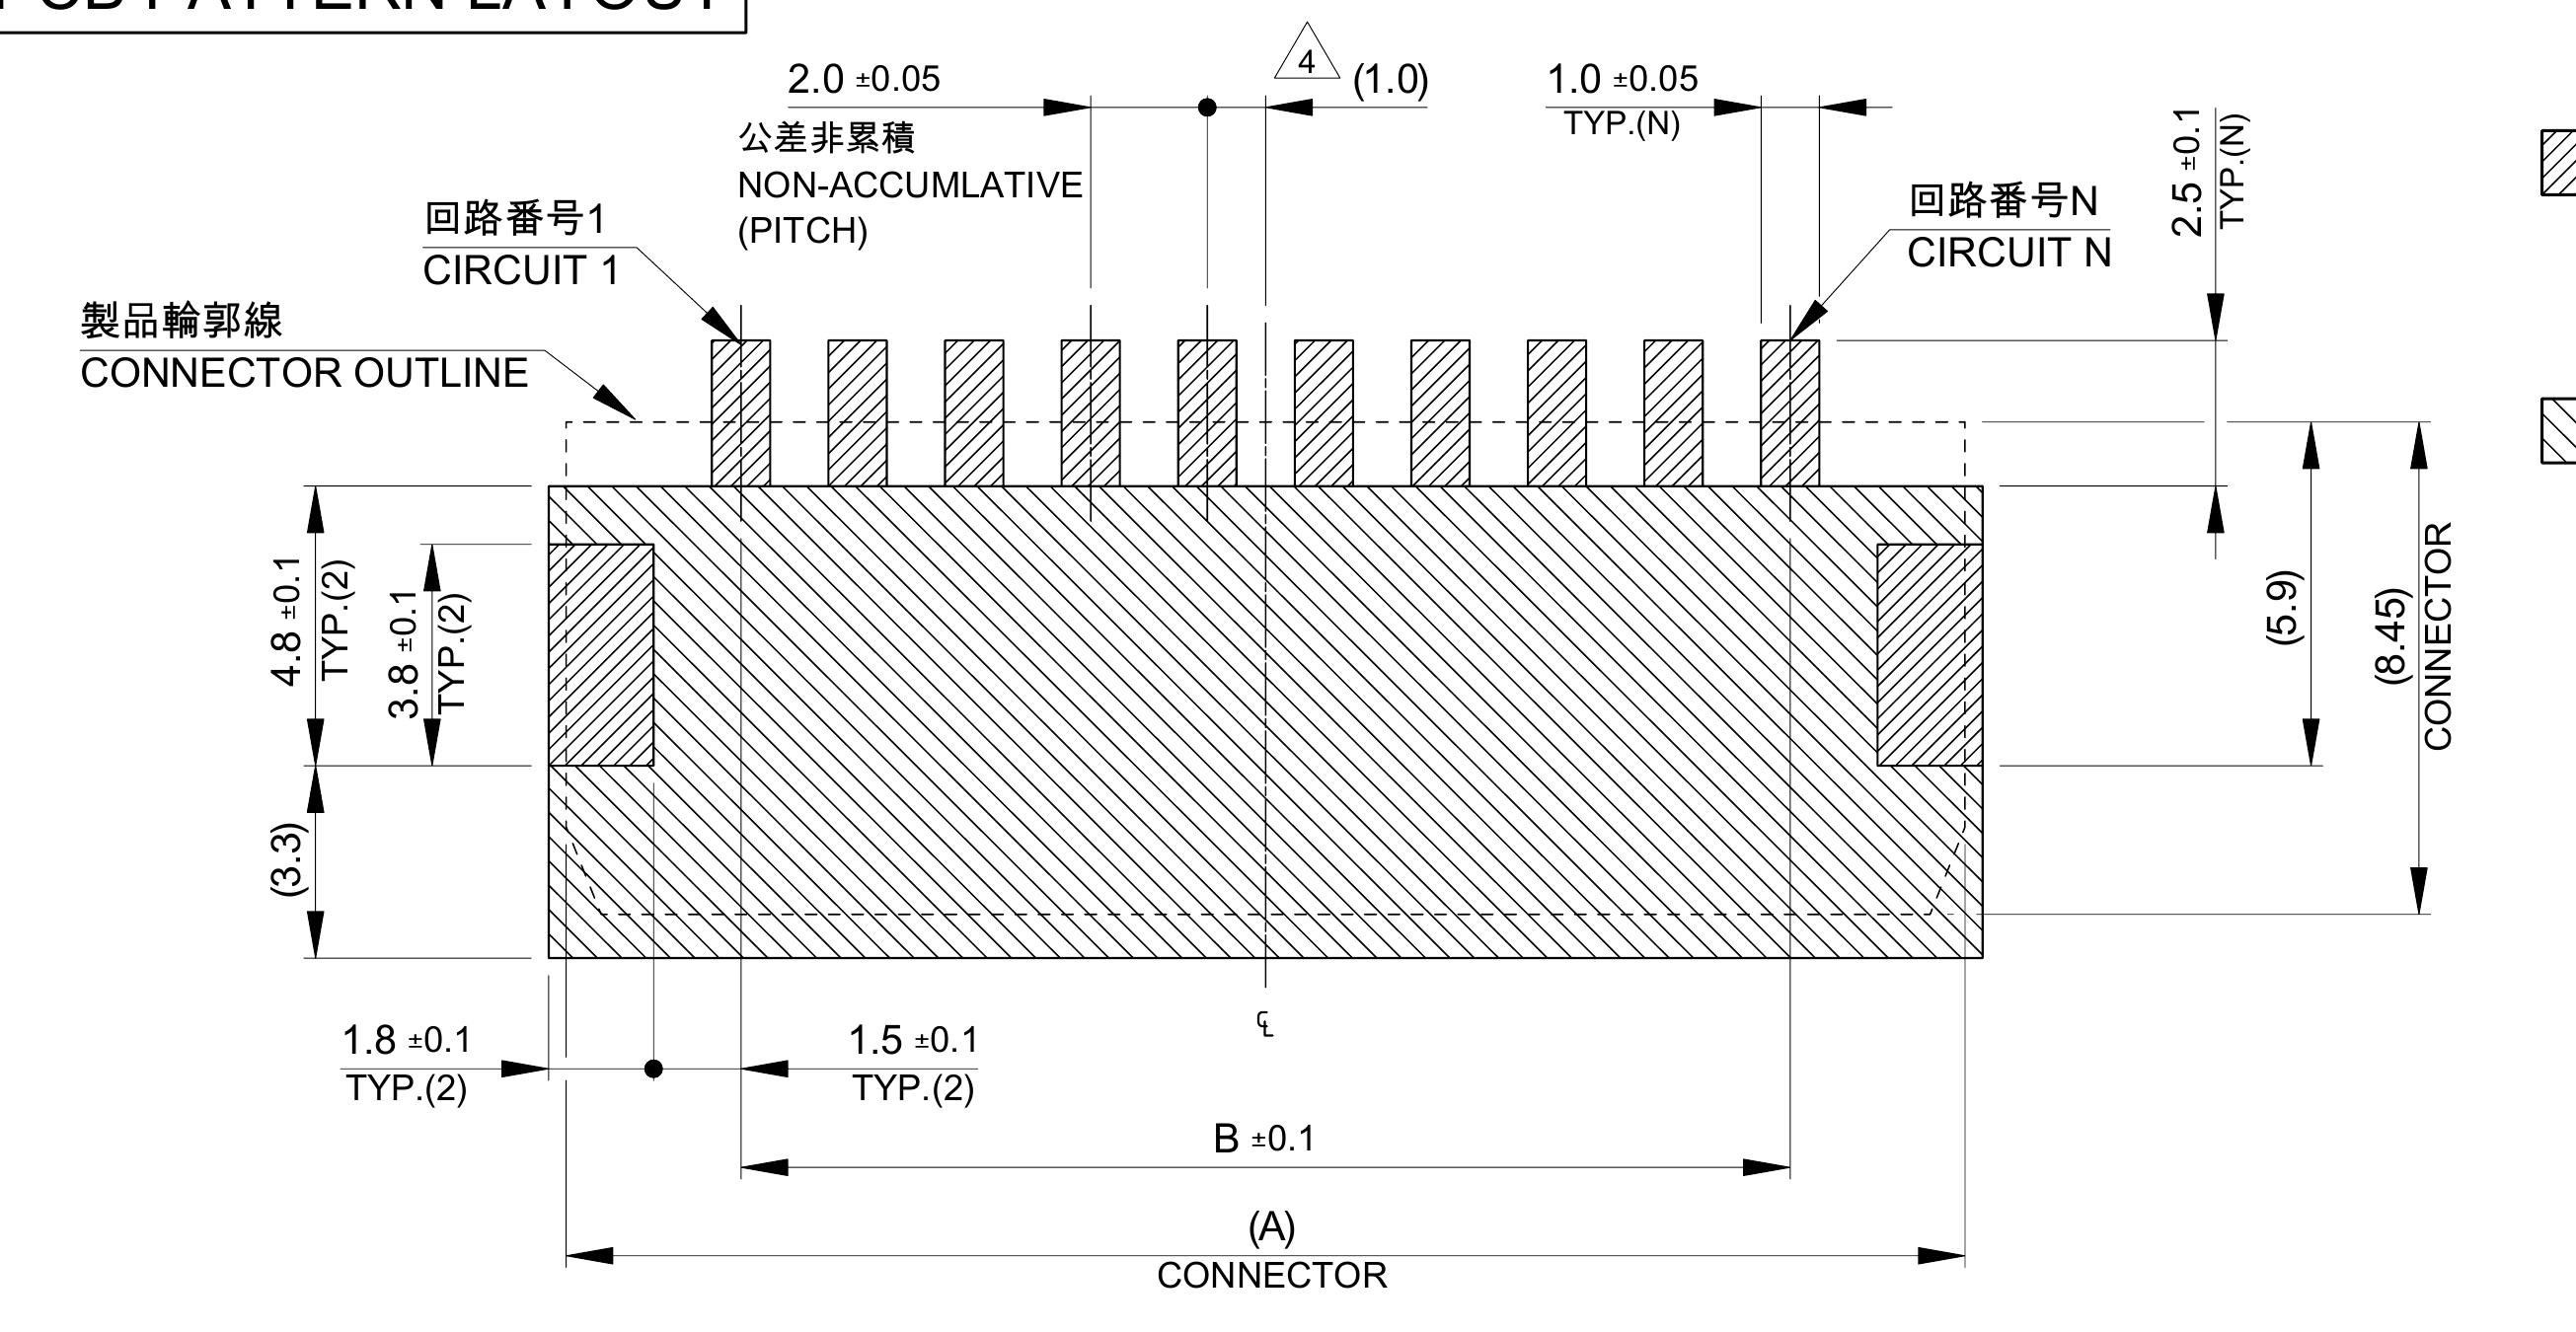 PCB PATTERN LAYOUT
4
2.0 ±0.05
(1.0)
1.0 ±0.05
TYP.(N)
公差非累積
NON-ACCUMLATIVE
(PITCH)
2.5 ±0.1
TYP.(N)
回路番号1
CIRCUIT 1
回路番号N
CIRCUIT N
製品輪郭線
CONNECTOR OUTLINE
4.8 ±0.1
TYP.(2)
3.8 ±0.1
TYP.(2)
(3.3)
(5.9)
(8.45)
CONNECTOR
℄
1.8 ±0.1
TYP.(2)
1.5 ±0.1
TYP.(2)
B ±0.1
(A)
CONNECTOR